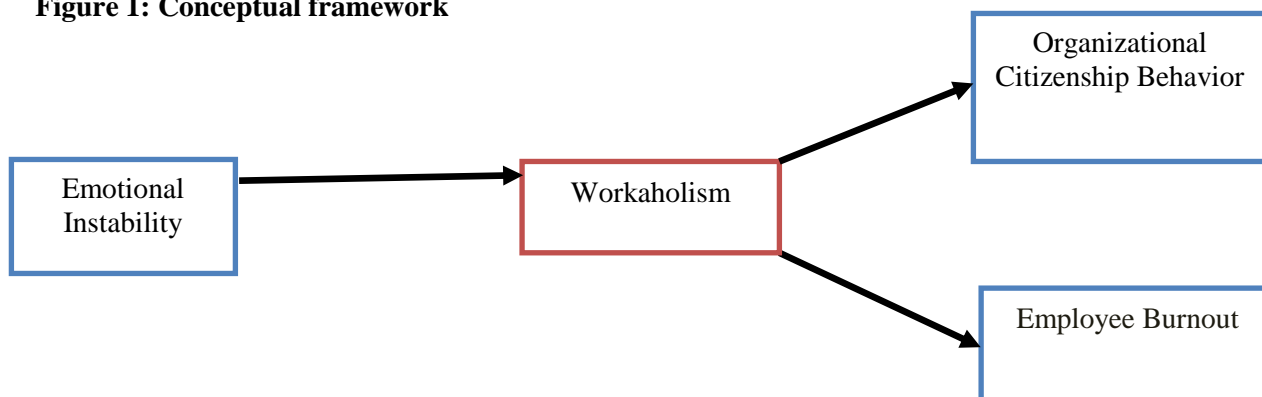 Figure 1: Conceptual framework
Organizational
Citizenship Behavior
Emotional
Instability
Workaholism
Employee Burnout